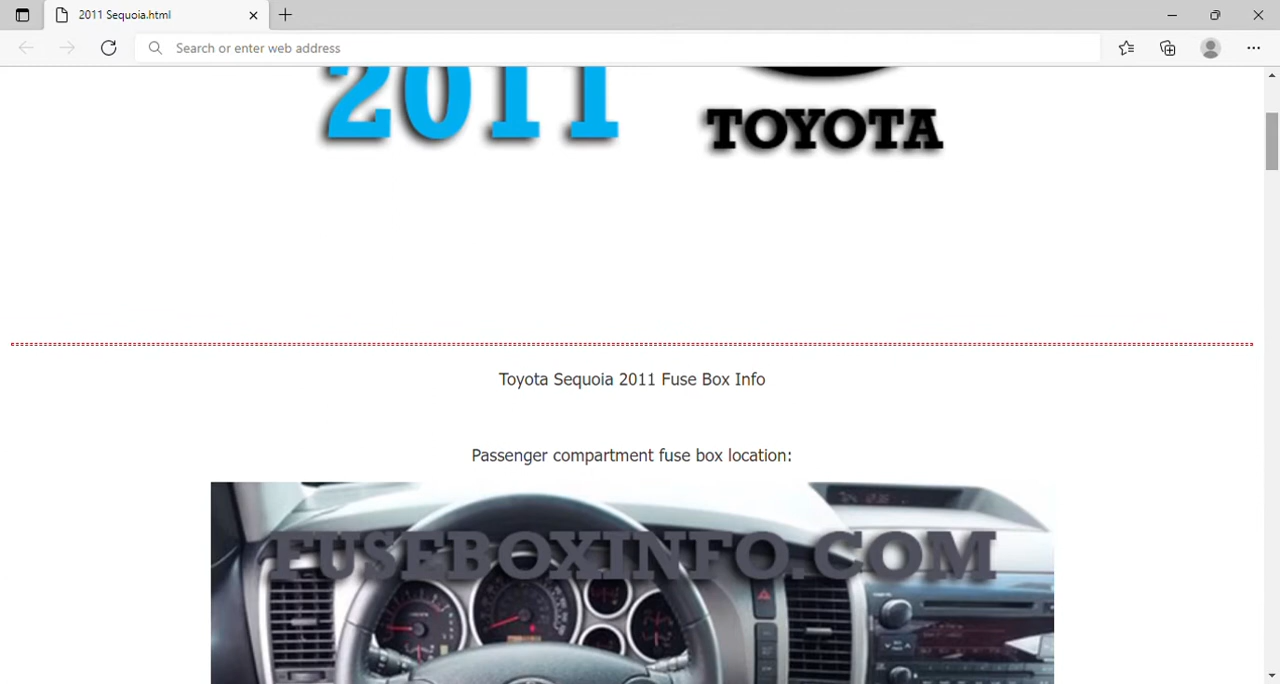 2011 Sequoia.html
Search or enter web address
2011
TOYOTA
Toyota Sequoia 2011 Fuse Box Info
Passenger compartment fuse box location:
FUSEBOXINFO.COM